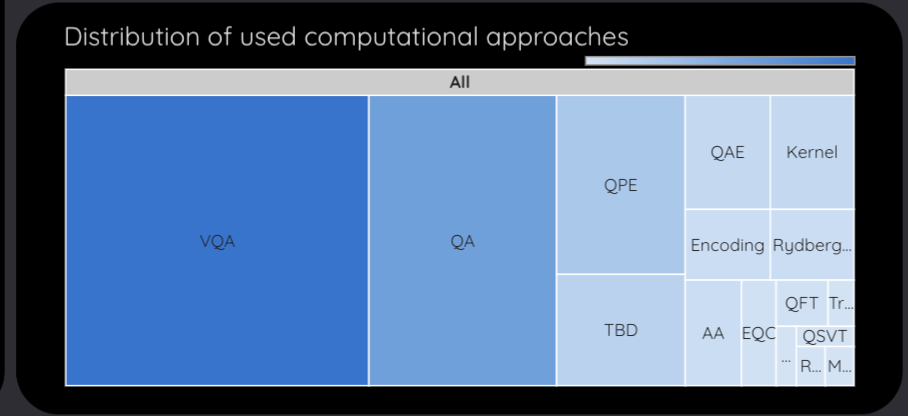 Distribution of used computational approaches
All
VQA
QA
QPE
TBD
QAE
Kernel
Encoding
Rydberg...
AA
EQC
QFT
Tr...
...
QSVT
R...
M...